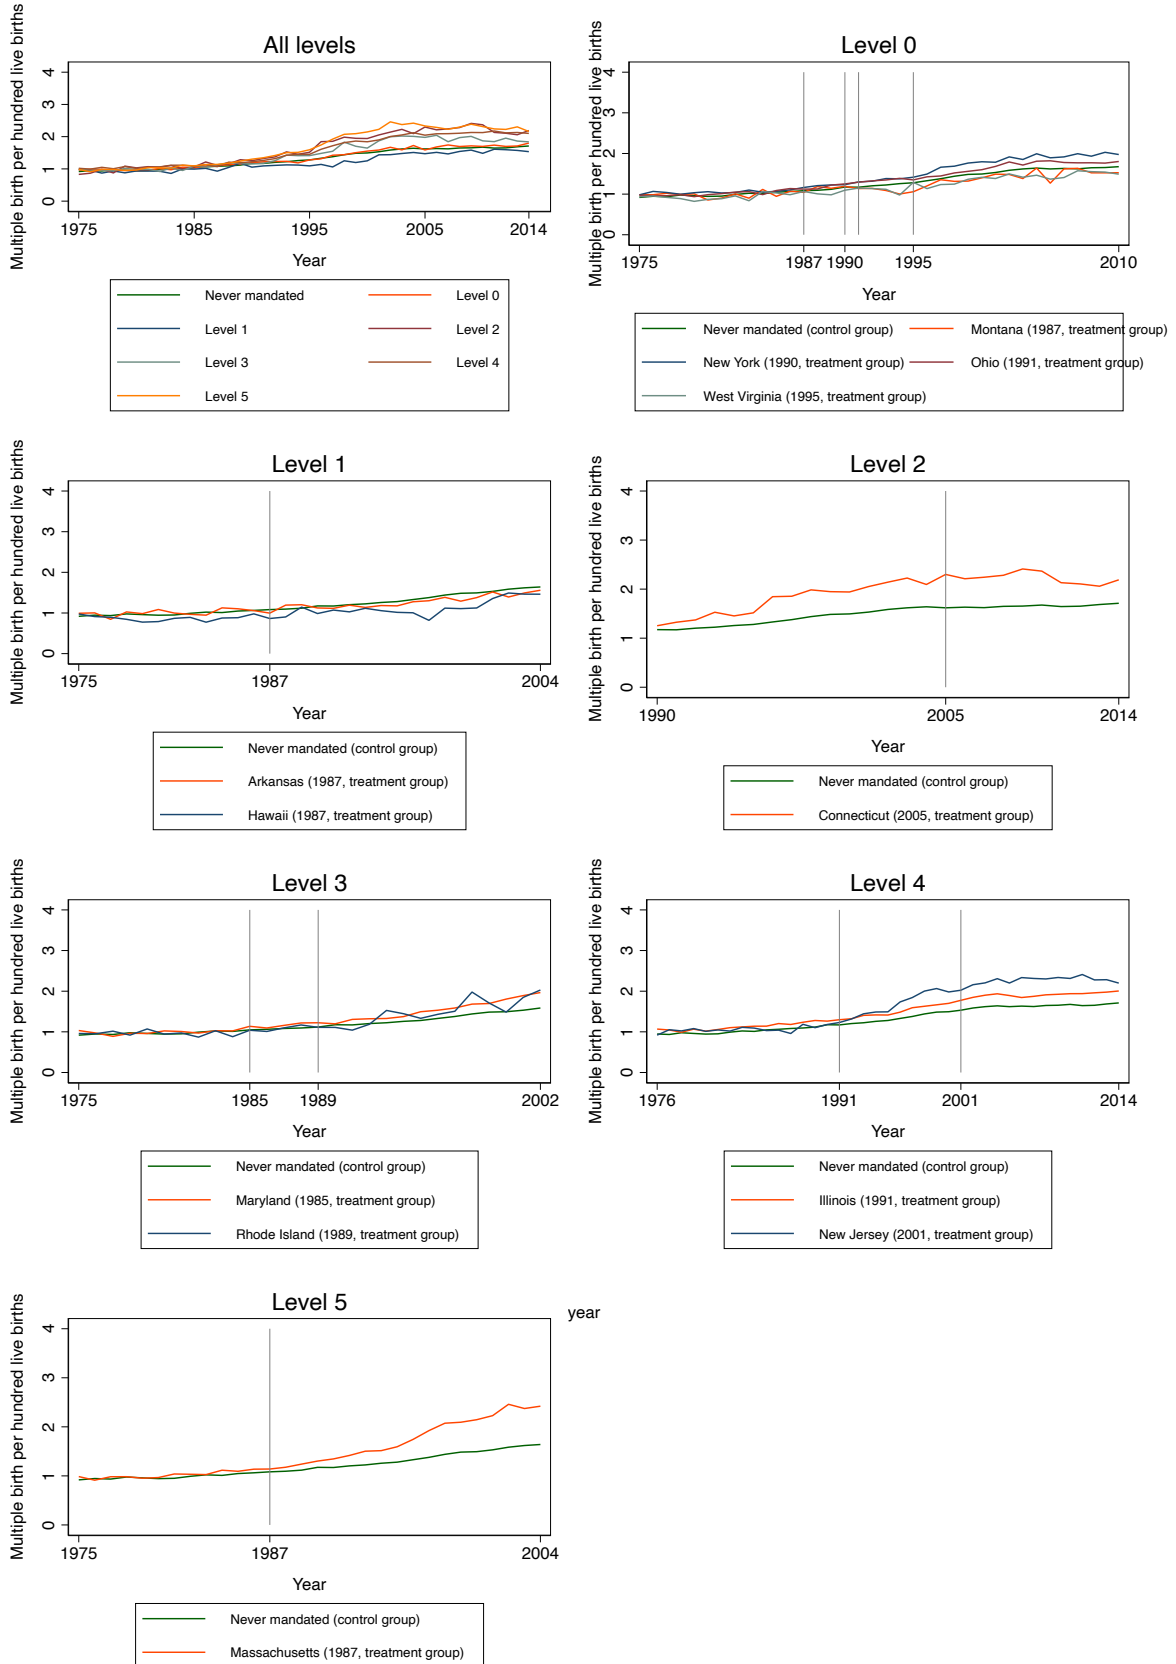 All levels
Multiple birth per hundred live births
0 1 2 3 4
1975 1985 1995 2005 2014
Year
Never mandated Level 0
Level 1 Level 2
Level 3 Level 4
Level 5
Level 0
Multiple birth per hundred live births
0 1 2 3 4
1975 1987 1990 1995 2010
Year
Never mandated (control group) Montana (1987, treatment group)
New York (1990, treatment group) Ohio (1991, treatment group)
West Virginia (1995, treatment group)
Level 1
Multiple birth per hundred live births
0 1 2 3 4
1975 1987 2004
Year
Never mandated (control group)
Arkansas (1987, treatment group)
Hawaii (1987, treatment group)
Level 2
Multiple birth per hundred live births
0 1 2 3 4
1990 2005 2014
Year
Never mandated (control group)
Connecticut (2005, treatment group)
Level 3
Multiple birth per hundred live births
0 1 2 3 4
1975 1985 1989 2002
Year
Never mandated (control group)
Maryland (1985, treatment group)
Rhode Island (1989, treatment group)
Level 4
Multiple birth per hundred live births
0 1 2 3 4
1976 1991 2001 2014
Year
Never mandated (control group)
Illinois (1991, treatment group)
New Jersey (2001, treatment group)
Level 5
Multiple birth per hundred live births
0 1 2 3 4
1975 1987 2004
Year
Never mandated (control group)
Massachusetts (1987, treatment group)
year